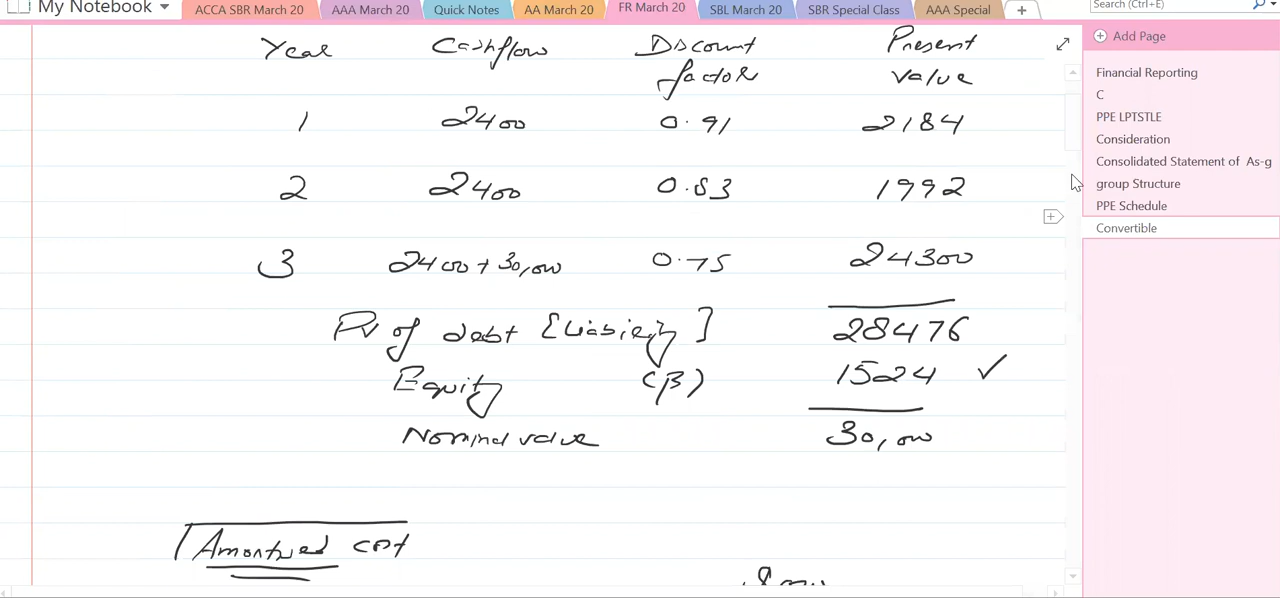 My Notebook
ACCA SBR March 20
AAA March 20
Quick Notes
AA March 20
FR March 20
SBL March 20
SBR Special Class
AAA Special
Search (Ctrl+E)
Year Cashflow Discount factor Present value
1 2400 0.91 2184
2 2400 0.83 1992
3 2400 + 30,000 0.75 24300
PV of debt [Liability] 28476
Equity (β) 1524 ✓
Nominal value 30,000
Amortized cost
Add Page
Financial Reporting
C
PPE LPTSTLE
Consideration
Consolidated Statement of As-g
group Structure
PPE Schedule
Convertible